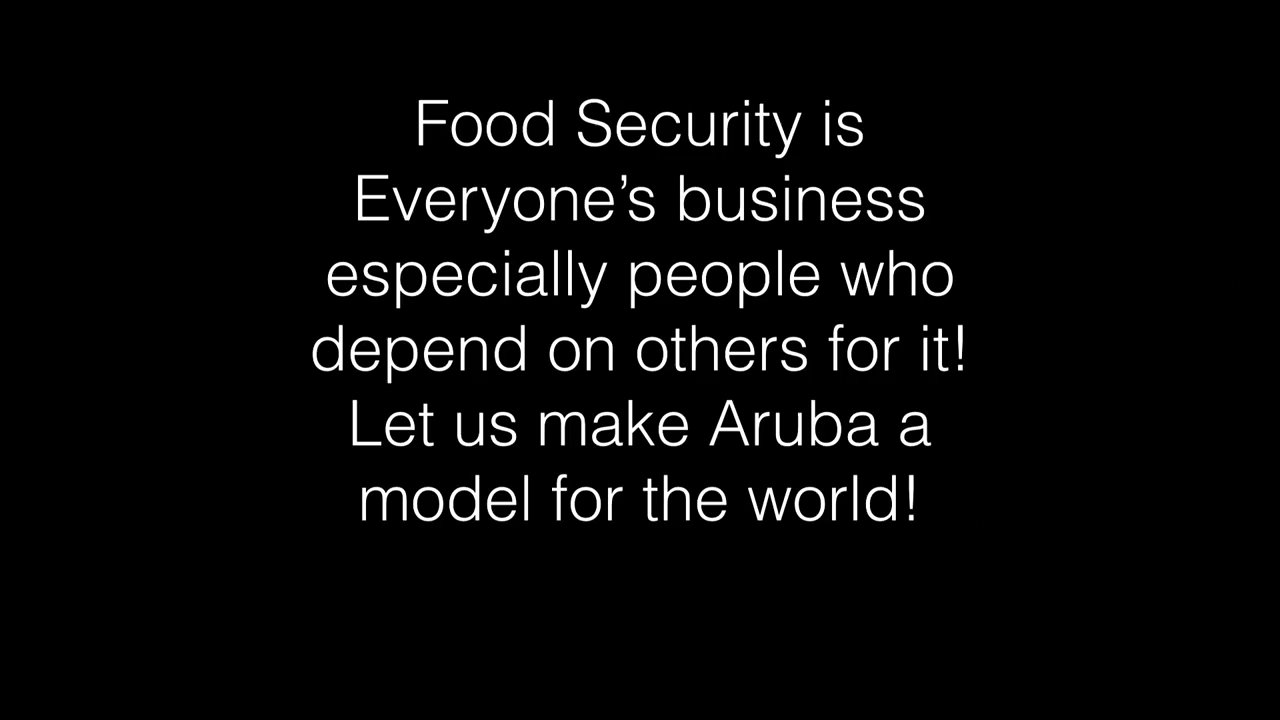 Food Security is
Everyone’s business
especially people who
depend on others for it!
Let us make Aruba a
model for the world!